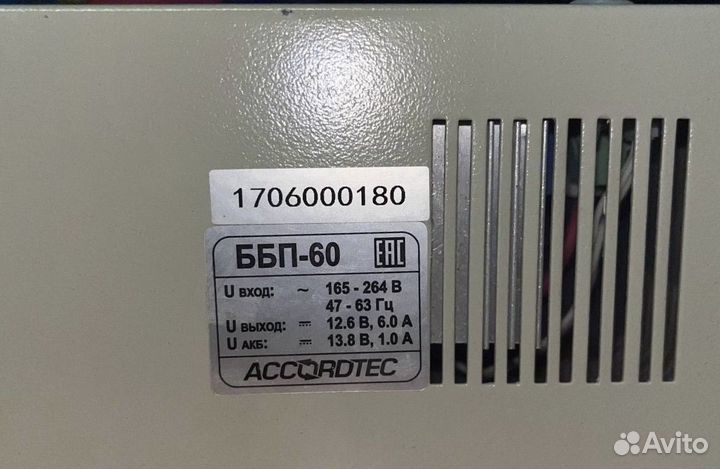 1706000180
ББП-60 EAC
U ВХОД: ~ 165 - 264 В
47 - 63 Гц
U ВЫХОД: ⎓ 12.6 В, 6.0 А
U АКБ: ⎓ 13.8 В, 1.0 А
ACCORDTEC
Avito